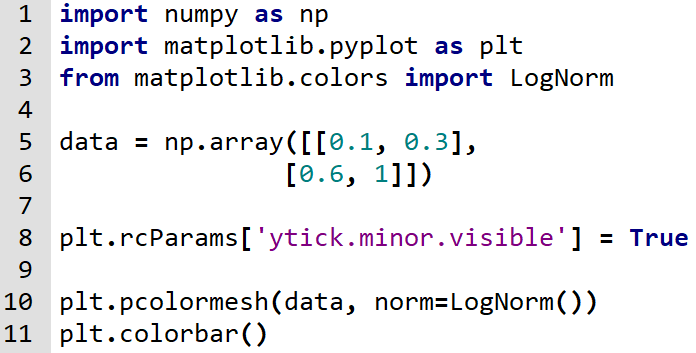 1 import numpy as np
2 import matplotlib.pyplot as plt
3 from matplotlib.colors import LogNorm
4
5 data = np.array([[0.1, 0.3],
6                [0.6, 1]])
7
8 plt.rcParams['ytick.minor.visible'] = True
9
10 plt.pcolormesh(data, norm=LogNorm())
11 plt.colorbar()